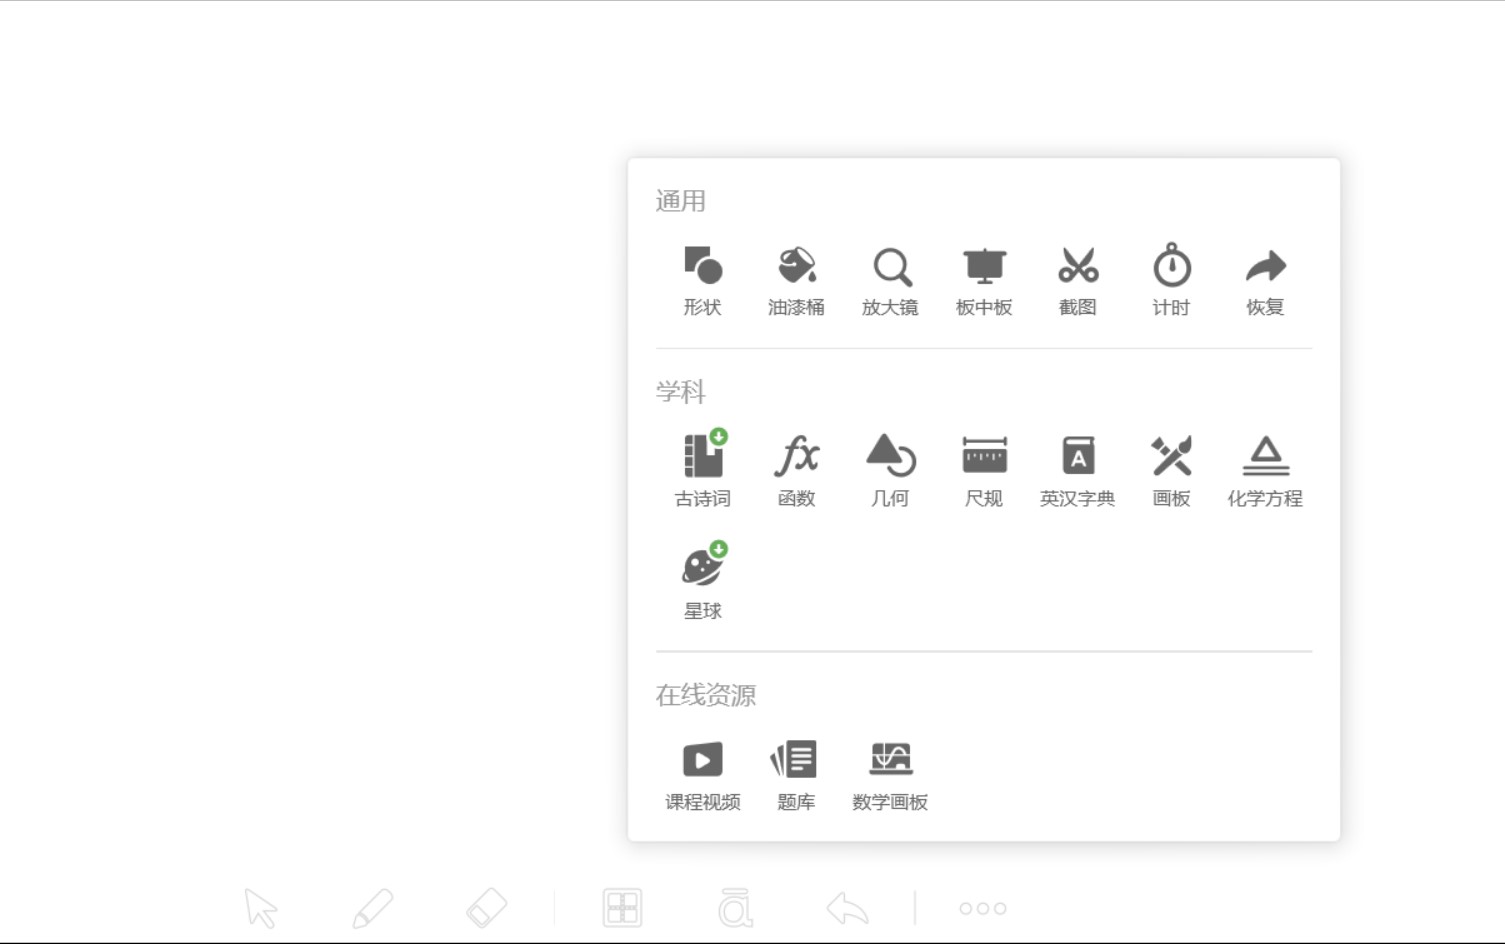 通用
形状 油漆桶 放大镜 板中板 截图 计时 恢复
学科
古诗词 函数 几何 尺规 英汉字典 画板 化学方程
星球
在线资源
课程视频 题库 数学画板